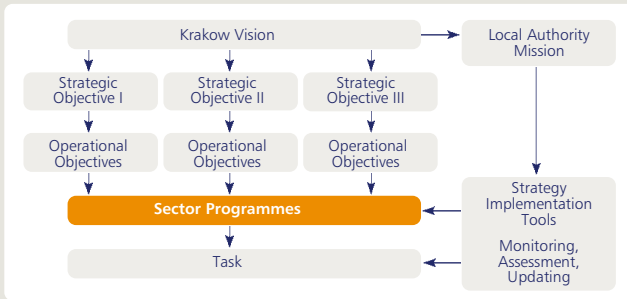 Krakow Vision
Local Authority
Mission
Strategic
Objective I
Strategic
Objective II
Strategic
Objective III
Operational
Objectives
Operational
Objectives
Operational
Objectives
Sector Programmes
Strategy
Implementation
Tools
Monitoring,
Assessment,
Updating
Task